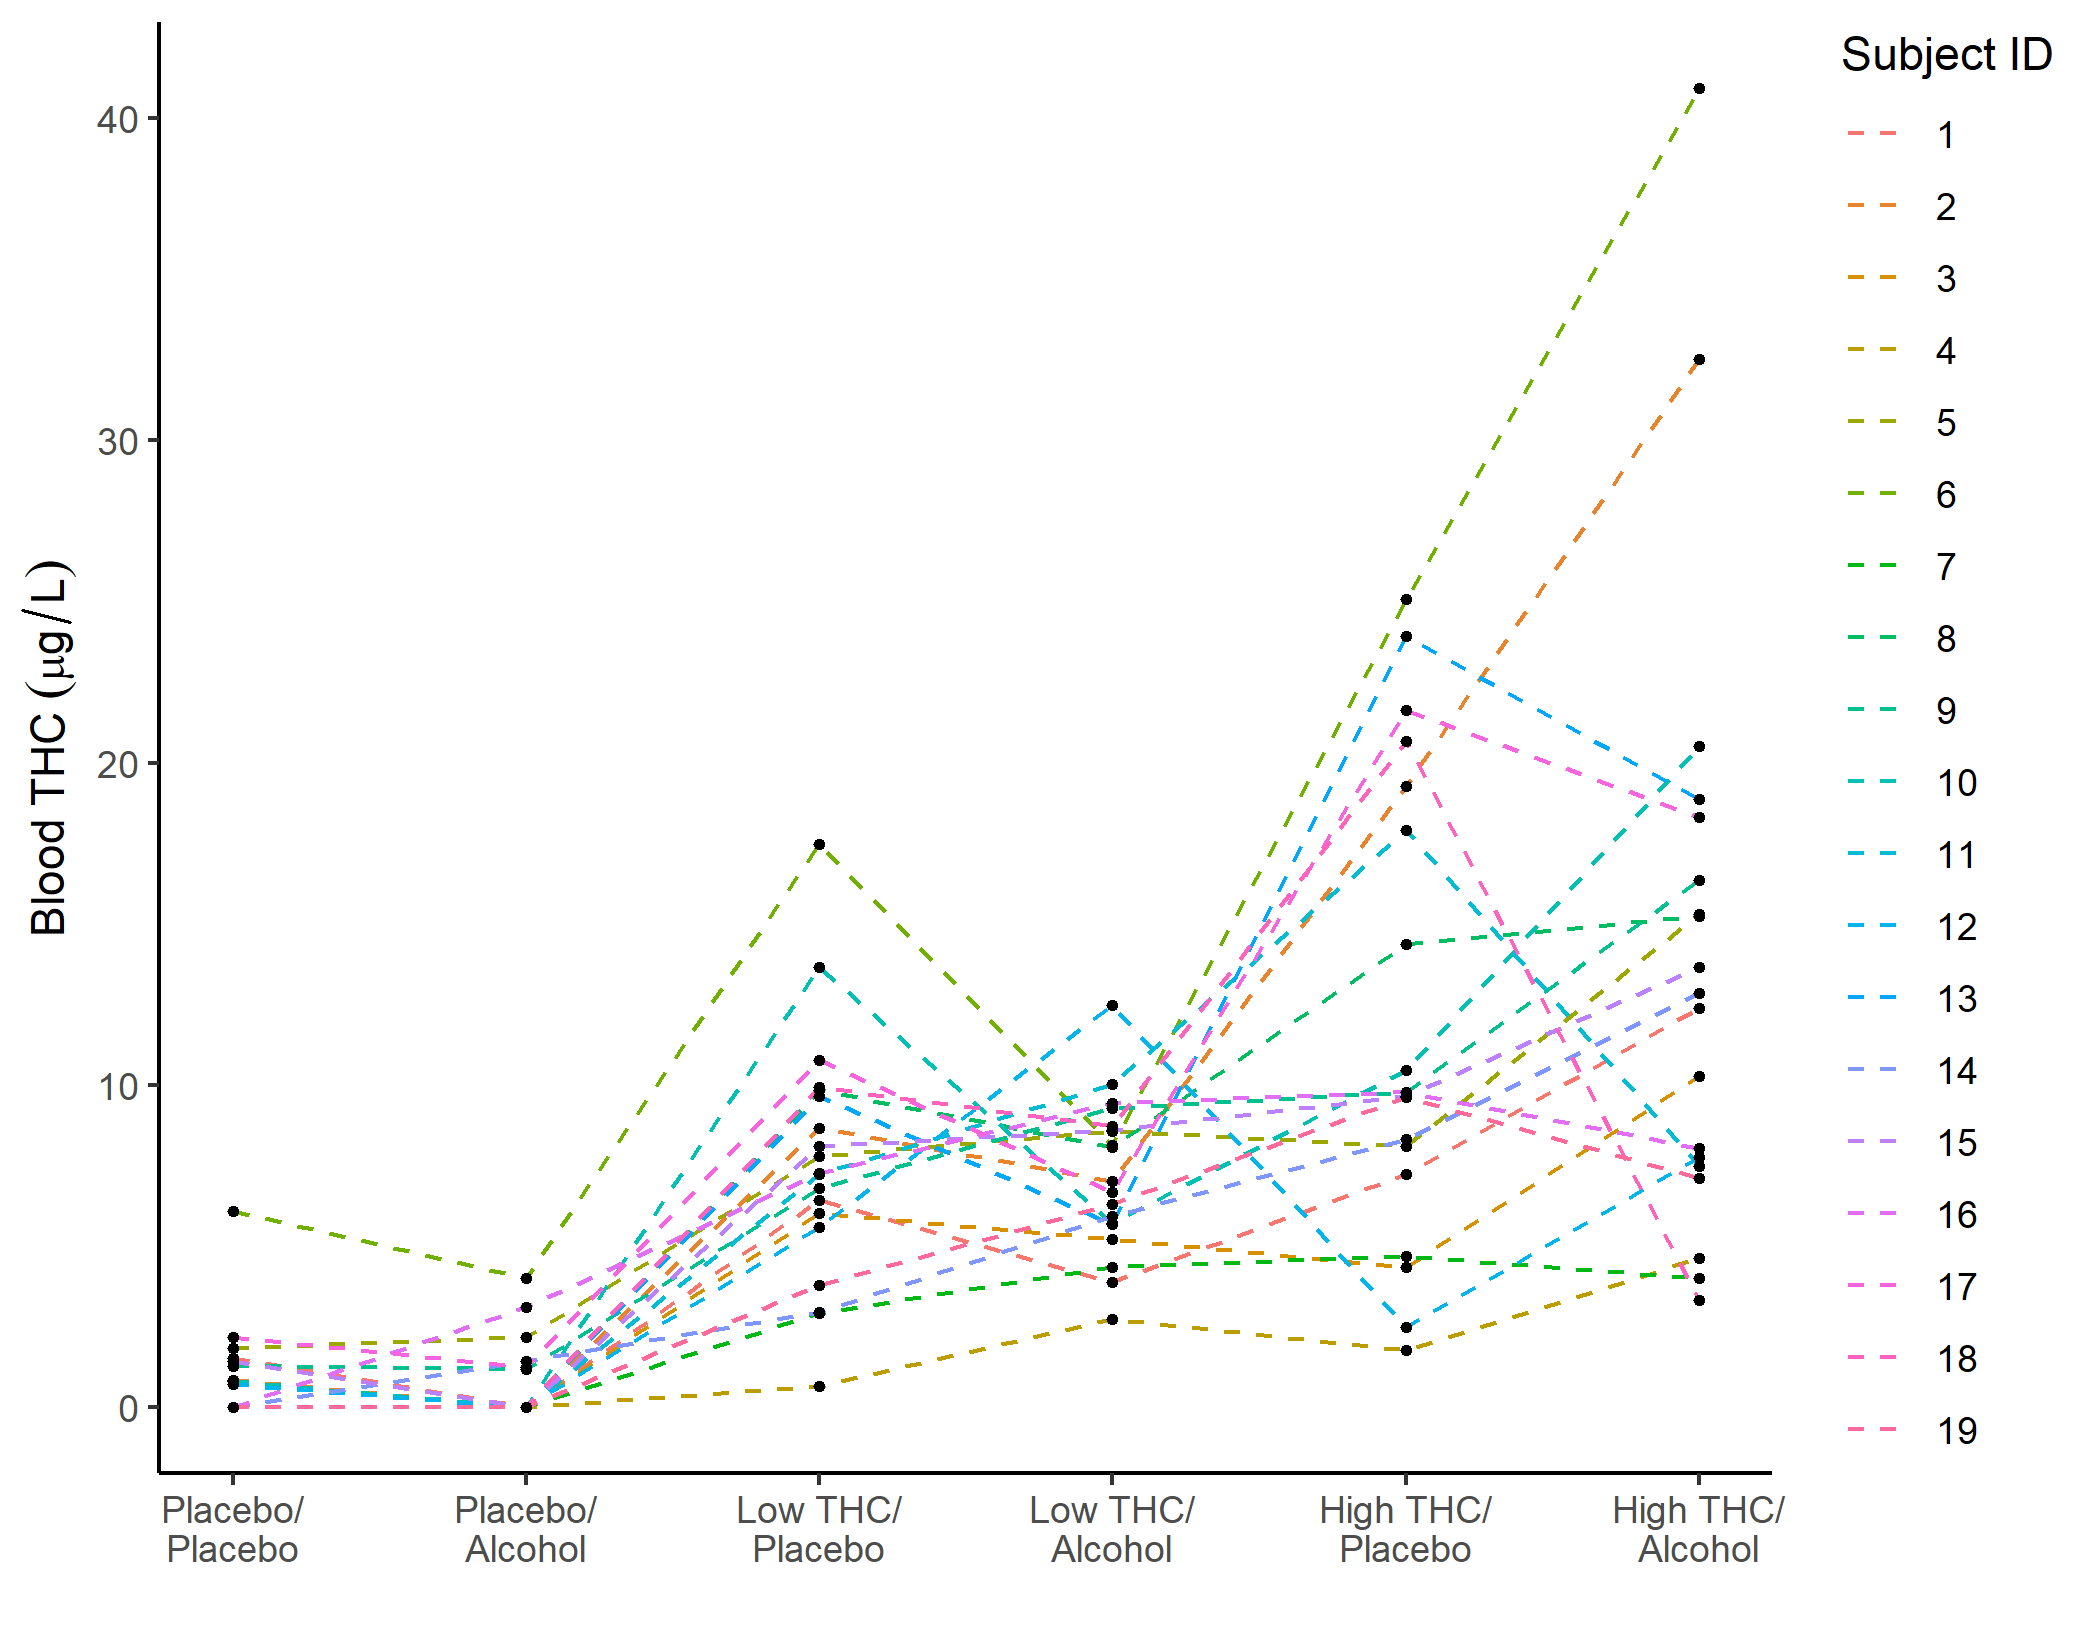 Subject ID
1
2
3
4
5
6
7
8
9
10
11
12
13
14
15
16
17
18
19
Blood THC (μg/L)
40
30
20
10
0
Placebo/
Placebo
Placebo/
Alcohol
Low THC/
Placebo
Low THC/
Alcohol
High THC/
Placebo
High THC/
Alcohol